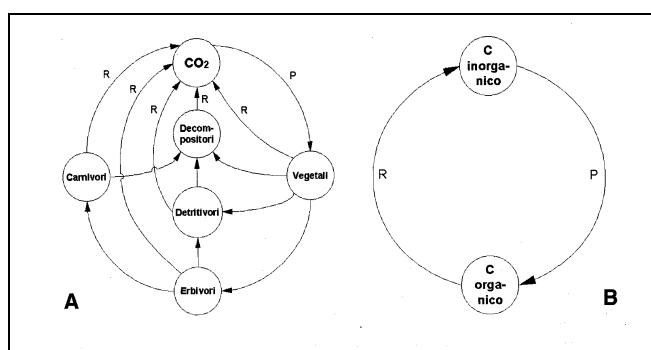 CO2
R
R
R
R
R
P
Decom-
positori
Carnivori
Vegetali
Detritivori
Erbivori
A
C
inorga-
nico
R
P
C
orga-
nico
B